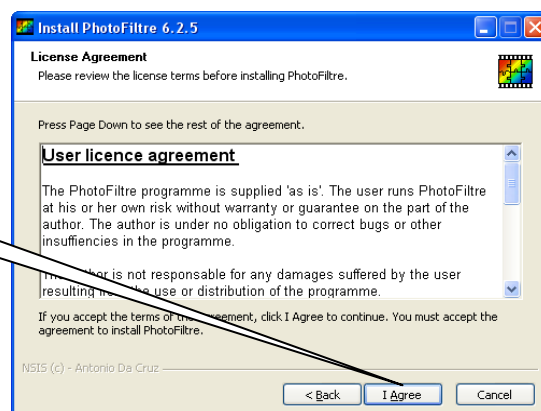 Install PhotoFiltre 6.2.5
License Agreement
Please review the license terms before installing PhotoFiltre.
Press Page Down to see the rest of the agreement.
User licence agreement
The PhotoFiltre programme is supplied 'as is'. The user runs PhotoFiltre
at his or her own risk without warranty or guarantee on the part of the
author. The author is under no obligation to correct bugs or other
insuffiencies in the programme.
is not responsable for any damages suffered by the user
resulting the use or distribution of the programme.
If you accept the terms of the agreement, click I Agree to continue. You must accept the
agreement to install PhotoFiltre.
NSIS (c) - Antonio Da Cruz
< Back
I Agree
Cancel